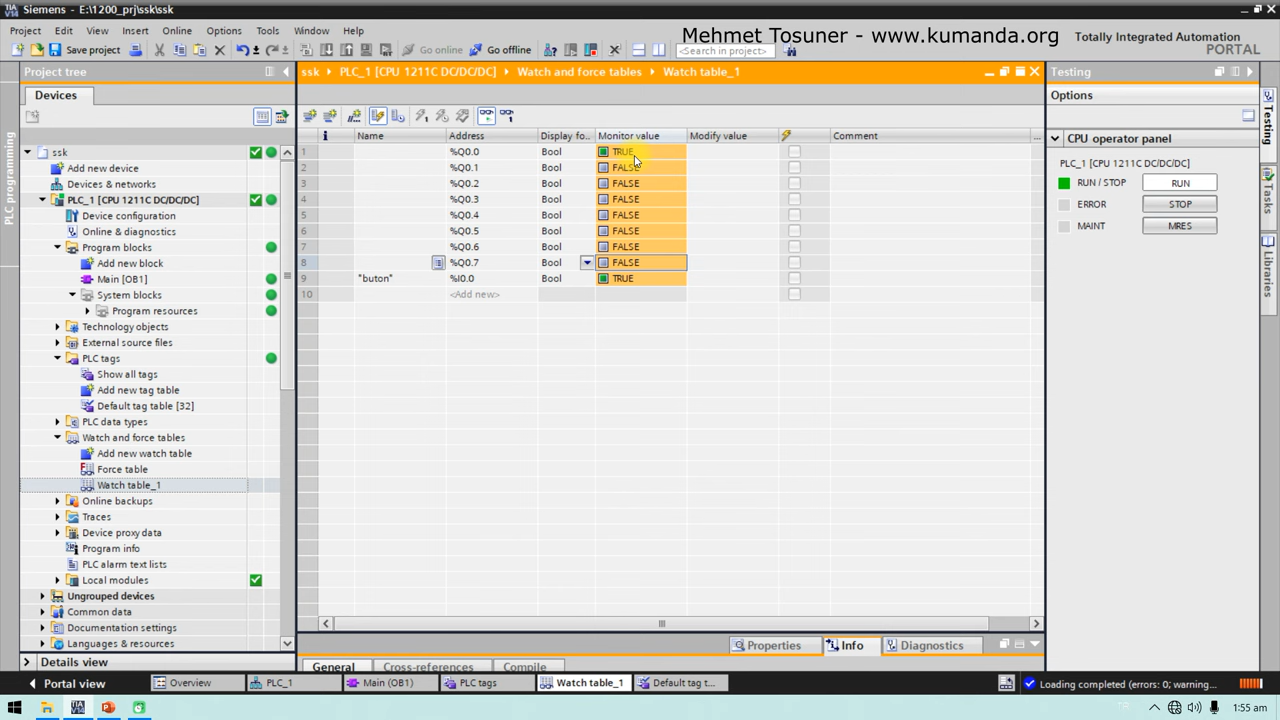 Siemens - E:\1200_prj\ssk\ssk
Project Edit View Insert Online Options Tools Window Help
Mehmet Tosuner - www.kumanda.org
Totally Integrated Automation
PORTAL
Save project Go online Go offline <Search in project>
Project tree
ssk PLC_1 [CPU 1211C DC/DC/DC] Watch and force tables Watch table_1
Testing
Devices
Options
PLC programming
Name Address Display fo.. Monitor value Modify value Comment
1 %Q0.0 Bool TRUE
2 %Q0.1 Bool FALSE
3 %Q0.2 Bool FALSE
4 %Q0.3 Bool FALSE
5 %Q0.4 Bool FALSE
6 %Q0.5 Bool FALSE
7 %Q0.6 Bool FALSE
8 %Q0.7 Bool FALSE
9 "buton" %I0.0 Bool TRUE
10 <Add new>
ssk
Add new device
Devices & networks
PLC_1 [CPU 1211C DC/DC/DC]
Device configuration
Online & diagnostics
Program blocks
Add new block
Main [OB1]
System blocks
Program resources
Technology objects
External source files
PLC tags
Show all tags
Add new tag table
Default tag table [32]
PLC data types
Watch and force tables
Add new watch table
Force table
Watch table_1
Online backups
Traces
Device proxy data
Program info
PLC alarm text lists
Local modules
Ungrouped devices
Common data
Documentation settings
Languages & resources
Details view
CPU operator panel
PLC_1 [CPU 1211C DC/DC/DC]
RUN / STOP RUN
ERROR STOP
MAINT MRES
Testing
Tasks
Libraries
Properties Info Diagnostics
General Cross-references Compile
Portal view Overview PLC_1 Main (OB1) PLC tags Watch table_1 Default tag t... Loading completed (errors: 0; warning...
1:55 am